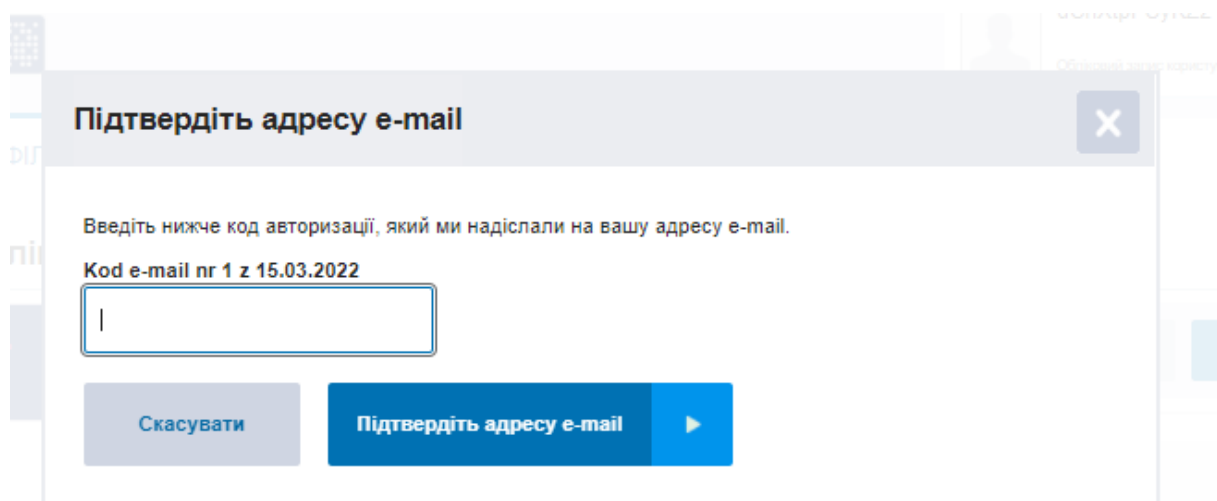 Підтвердіть адресу e-mail
Введіть нижче код авторизації, який ми надіслали на вашу адресу e-mail.
Kod e-mail nr 1 z 15.03.2022
Скасувати
Підтвердіть адресу e-mail